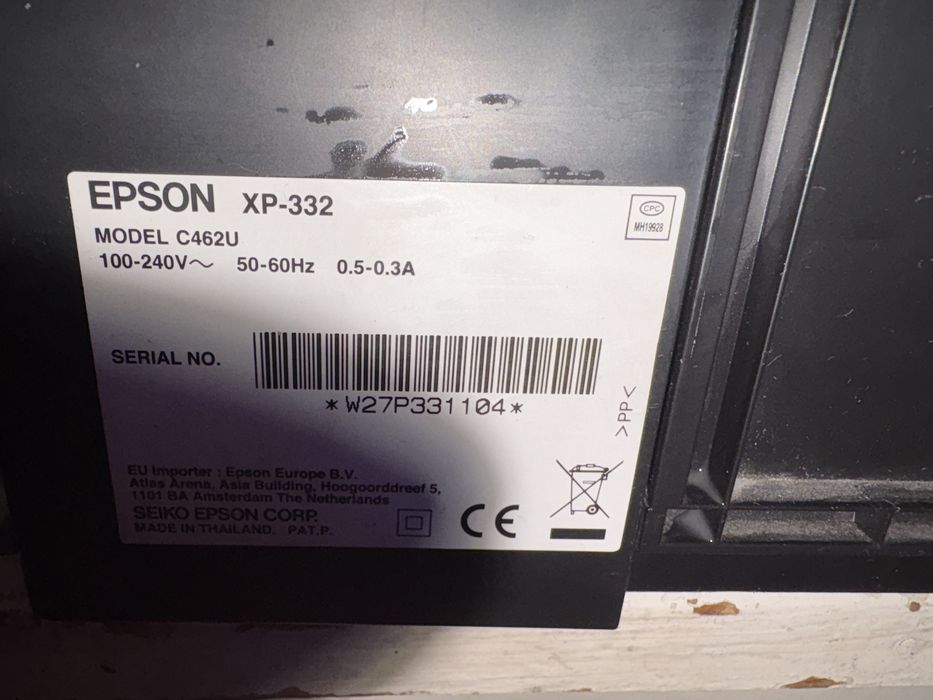 EPSON XP-332
CPC
MH19928
MODEL C462U
100-240V~ 50-60Hz 0.5-0.3A
SERIAL NO.
*W27P331104*
>PP<
EU Importer : Epson Europe B.V.
Atlas Arena, Asia Building, Hoogoorddreef 5,
1101 BA Amsterdam The Netherlands
SEIKO EPSON CORP.
MADE IN THAILAND. PAT.P.
CE